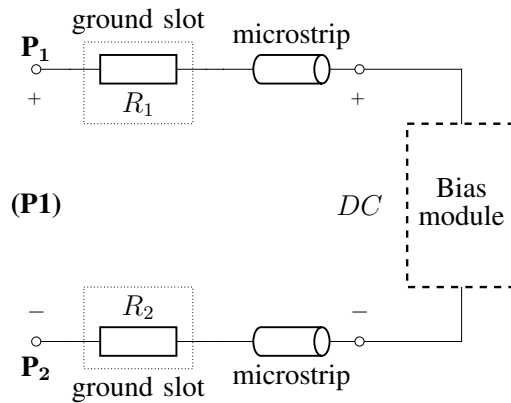 ground slot
microstrip
P₁
R₁
+
+
(P1)
DC
Bias
module
−
−
R₂
P₂
ground slot
microstrip